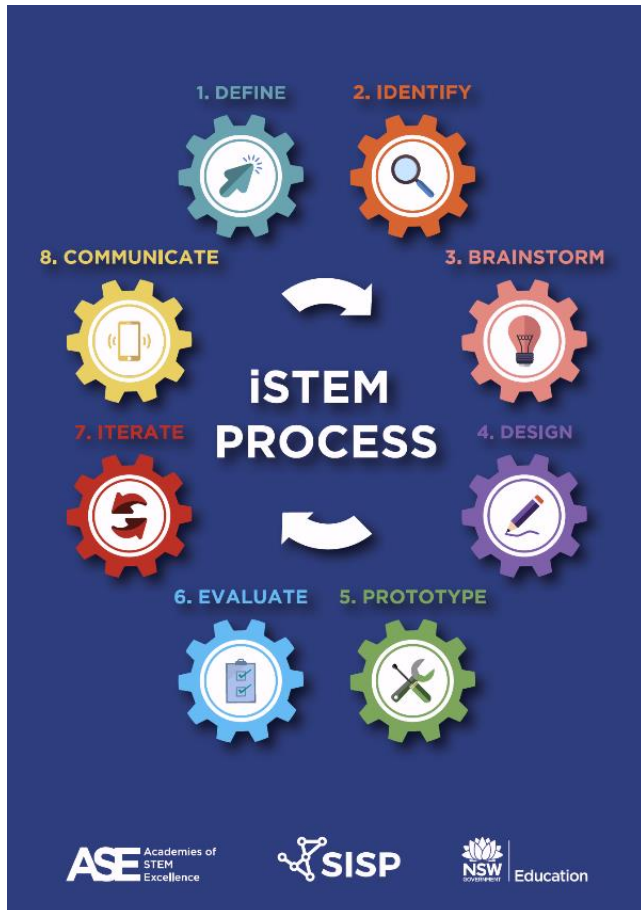 1. DEFINE
2. IDENTIFY
8. COMMUNICATE
3. BRAINSTORM
iSTEM
PROCESS
7. ITERATE
4. DESIGN
6. EVALUATE
5. PROTOTYPE
ASE
Academies of
STEM
Excellence
SISP
NSW
GOVERNMENT
Education